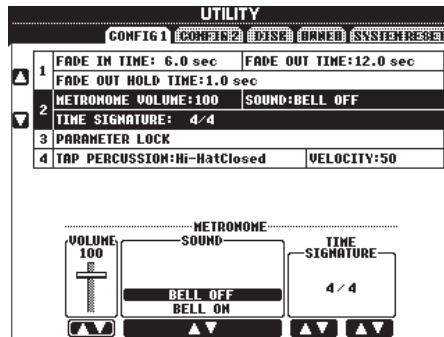 UTILITY
CONFIG 1 CONFIG 2 DISK OWNER SYSTEM RESET
1 FADE IN TIME: 6.0 sec FADE OUT TIME:12.0 sec
FADE OUT HOLD TIME:1.0 sec
2 METRONOME VOLUME:100 SOUND:BELL OFF
TIME SIGNATURE: 4/4
3 PARAMETER LOCK
4 TAP PERCUSSION:Hi-HatClosed VELOCITY:50
METRONOME
VOLUME SOUND TIME SIGNATURE
100
4/4
BELL OFF
BELL ON